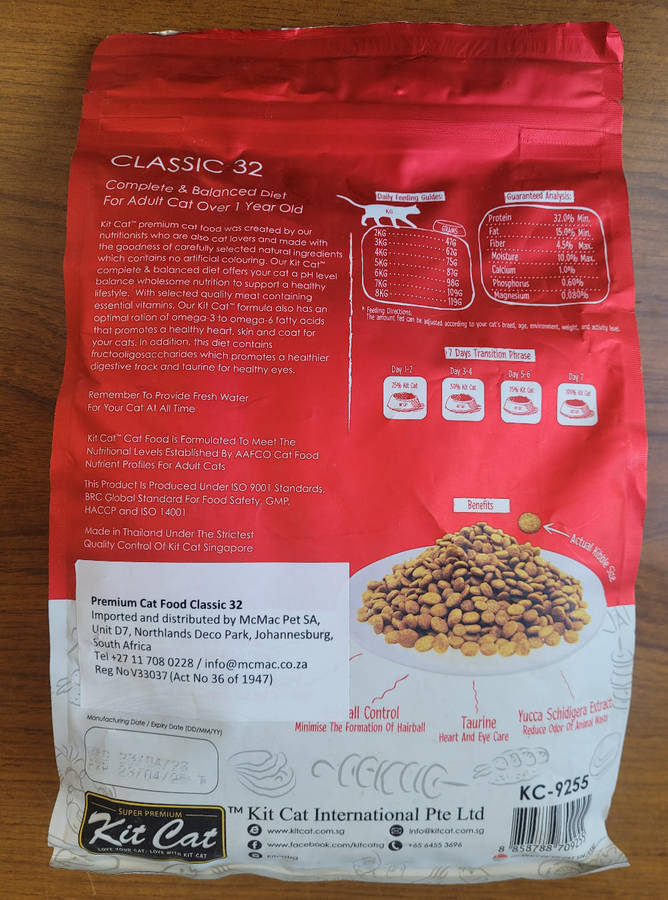 CLASSIC 32
Complete & Balanced Diet
For Adult Cat Over 1 Year Old
Kit Cat™ premium cat food was created by our
nutritionists who are also cat lovers and made with
the goodness of carefully selected natural ingredients
which contains no artificial colouring. Our Kit Cat™
complete & balanced diet offers your cat a pH level
balance wholesome nutrition to support a healthy
lifestyle. With selected quality meat containing
essential vitamins. Our Kit Cat™ formula also has an
optimal ration of omega-3 to omega-6 fatty acids
that promotes a healthy heart, skin and coat for
your cats. In addition, this diet contains
fructooligosaccharides which promotes a healthier
digestive track and taurine for healthy eyes.
Remember To Provide Fresh Water
For Your Cat At All Time
Kit Cat™ Cat Food Is Formulated To Meet The
Nutritional Levels Established By AAFCO Cat Food
Nutrient Profiles For Adult Cats
This Product Is Produced Under ISO 9001 Standards,
BRC Global Standard For Food Safety, GMP,
HACCP and ISO 14001
Made in Thailand Under The Strictest
Quality Control Of Kit Cat Singapore
Daily Feeding Guides:
KG
GRAMS
2KG 47G
3KG 62G
4KG 75G
5KG 87G
6KG 98G
7KG 109G
8KG 119G
* Feeding Directions.
The amount fed can be adjusted according to your cat's breed, age, environment, weight, and activity level.
Guaranteed Analysis:
Protein 32.0% Min.
Fat 15.0% Min.
Fiber 4.5% Max.
Moisture 10.0% Max.
Calcium 1.0%
Phosphorus 0.60%
Magnesium 0.080%
7 Days Transition Phrase
Day 1-2 Day 3-4 Day 5-6 Day 7
25% Kit Cat 50% Kit Cat 75% Kit Cat 100% Kit Cat
Benefits
Actual Kibble Size
Premium Cat Food Classic 32
Imported and distributed by McMac Pet SA,
Unit D7, Northlands Deco Park, Johannesburg,
South Africa
Tel +27 11 708 0228 / info@mcmac.co.za
Reg No V33037 (Act No 36 of 1947)
all Control
Minimise The Formation Of Hairball
Taurine
Heart And Eye Care
Yucca Schidigera Extract
Reduce Odor Of Animal Waste
Manufacturing Date / Expiry Date (DD/MM/YY)
23/04/23
SUPER PREMIUM
Kit Cat
LOVE YOUR CAT, LOVE WITH KIT CAT
™ Kit Cat International Pte Ltd
www.kitcat.com.sg
info@kitcat.com.sg
www.facebook.com/kitcatsg
+65 6455 3696
kitcatsg
KC-9255
8 858788 709255